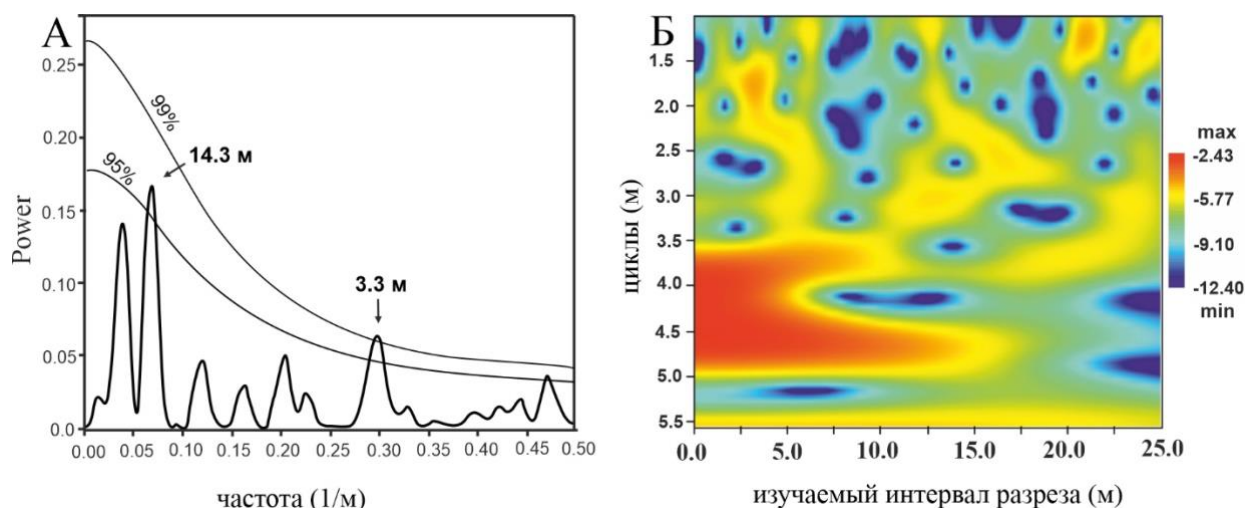 А
Power
0.25
0.20
0.15
0.10
0.05
0.0
99%
95%
14.3 м
3.3 м
0.00 0.05 0.10 0.15 0.20 0.25 0.30 0.35 0.40 0.45 0.50
частота (1/м)
Б
циклы (м)
1.5
2.0
2.5
3.0
3.5
4.0
4.5
5.0
5.5
0.0 5.0 10.0 15.0 20.0 25.0
изучаемый интервал разреза (м)
max
-2.43
-5.77
-9.10
-12.40
min